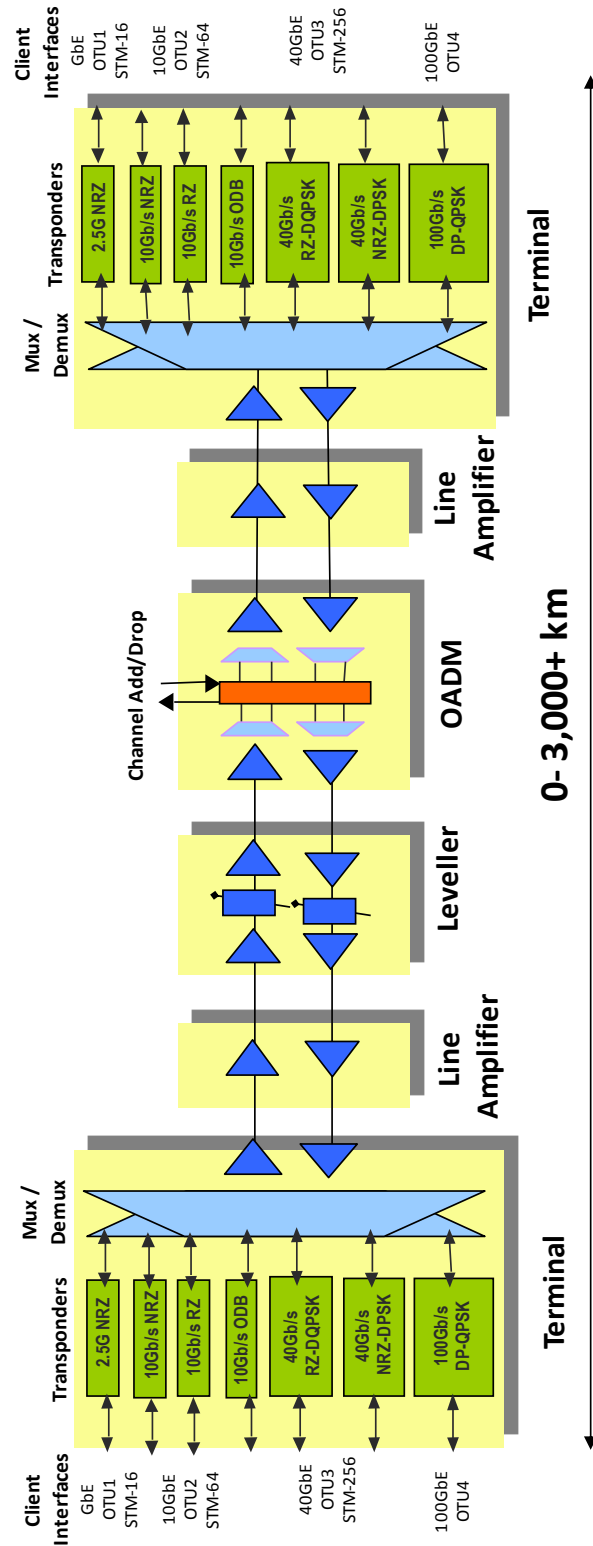 Client
Interfaces
GbE
OTU1
STM-16
10GbE
OTU2
STM-64
40GbE
OTU3
STM-256
100GbE
OTU4
Transponders
2.5G NRZ
10Gb/s NRZ
10Gb/s RZ
10Gb/s ODB
40Gb/s
RZ-DQPSK
40Gb/s
NRZ-DPSK
100Gb/s
DP-QPSK
Mux /
Demux
Terminal
Line
Amplifier
Leveller
Channel Add/Drop
OADM
Line
Amplifier
Mux /
Demux
Transponders
2.5G NRZ
10Gb/s NRZ
10Gb/s RZ
10Gb/s ODB
40Gb/s
RZ-DQPSK
40Gb/s
NRZ-DPSK
100Gb/s
DP-QPSK
Terminal
Client
Interfaces
GbE
OTU1
STM-16
10GbE
OTU2
STM-64
40GbE
OTU3
STM-256
100GbE
OTU4
0- 3,000+ km